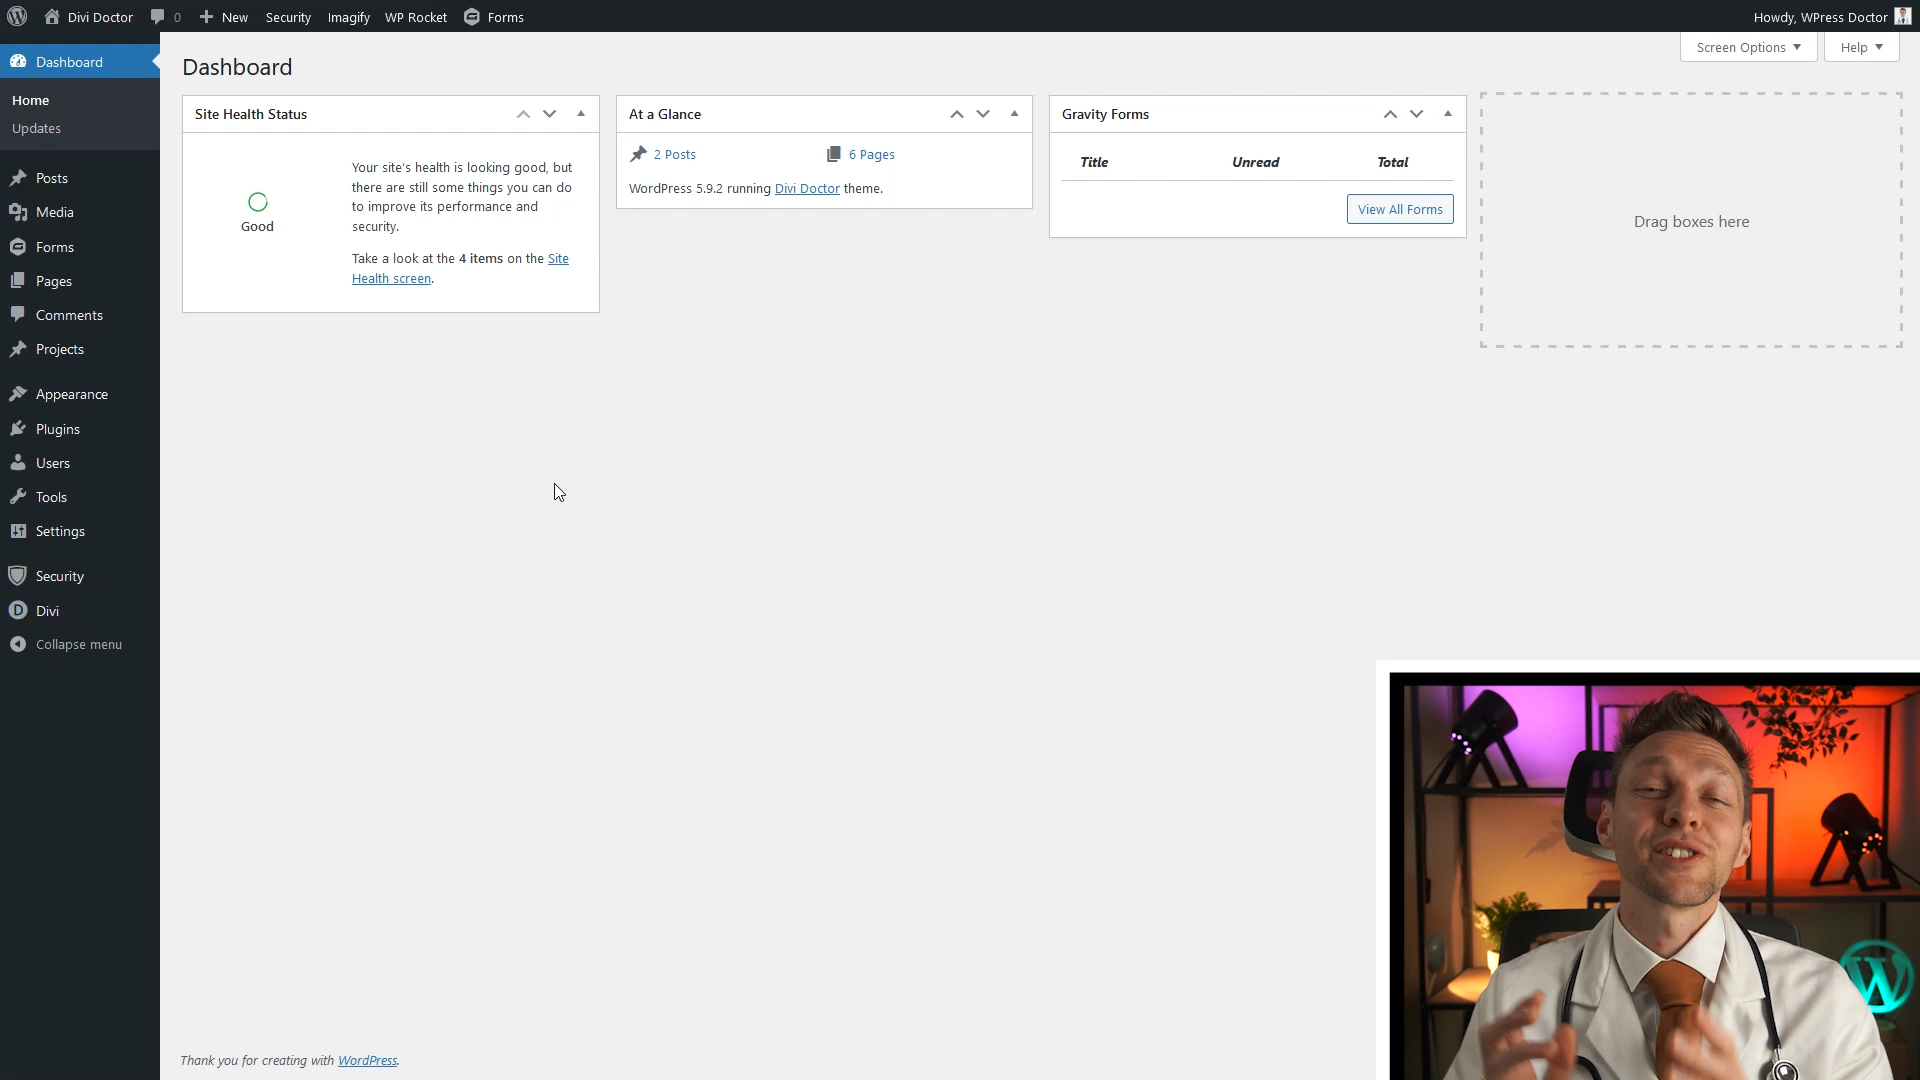 Divi Doctor 0 New Security Imagify WP Rocket Forms Howdy, WPress Doctor
Screen Options Help
Dashboard
Home
Updates
Posts
Media
Forms
Pages
Comments
Projects
Appearance
Plugins
Users
Tools
Settings
Security
Divi
Collapse menu
Dashboard
Site Health Status
Good
Your site's health is looking good, but
there are still some things you can do
to improve its performance and
security.
Take a look at the 4 items on the Site
Health screen.
At a Glance
2 Posts 6 Pages
WordPress 5.9.2 running Divi Doctor theme.
Gravity Forms
Title Unread Total
View All Forms
Drag boxes here
Thank you for creating with WordPress.